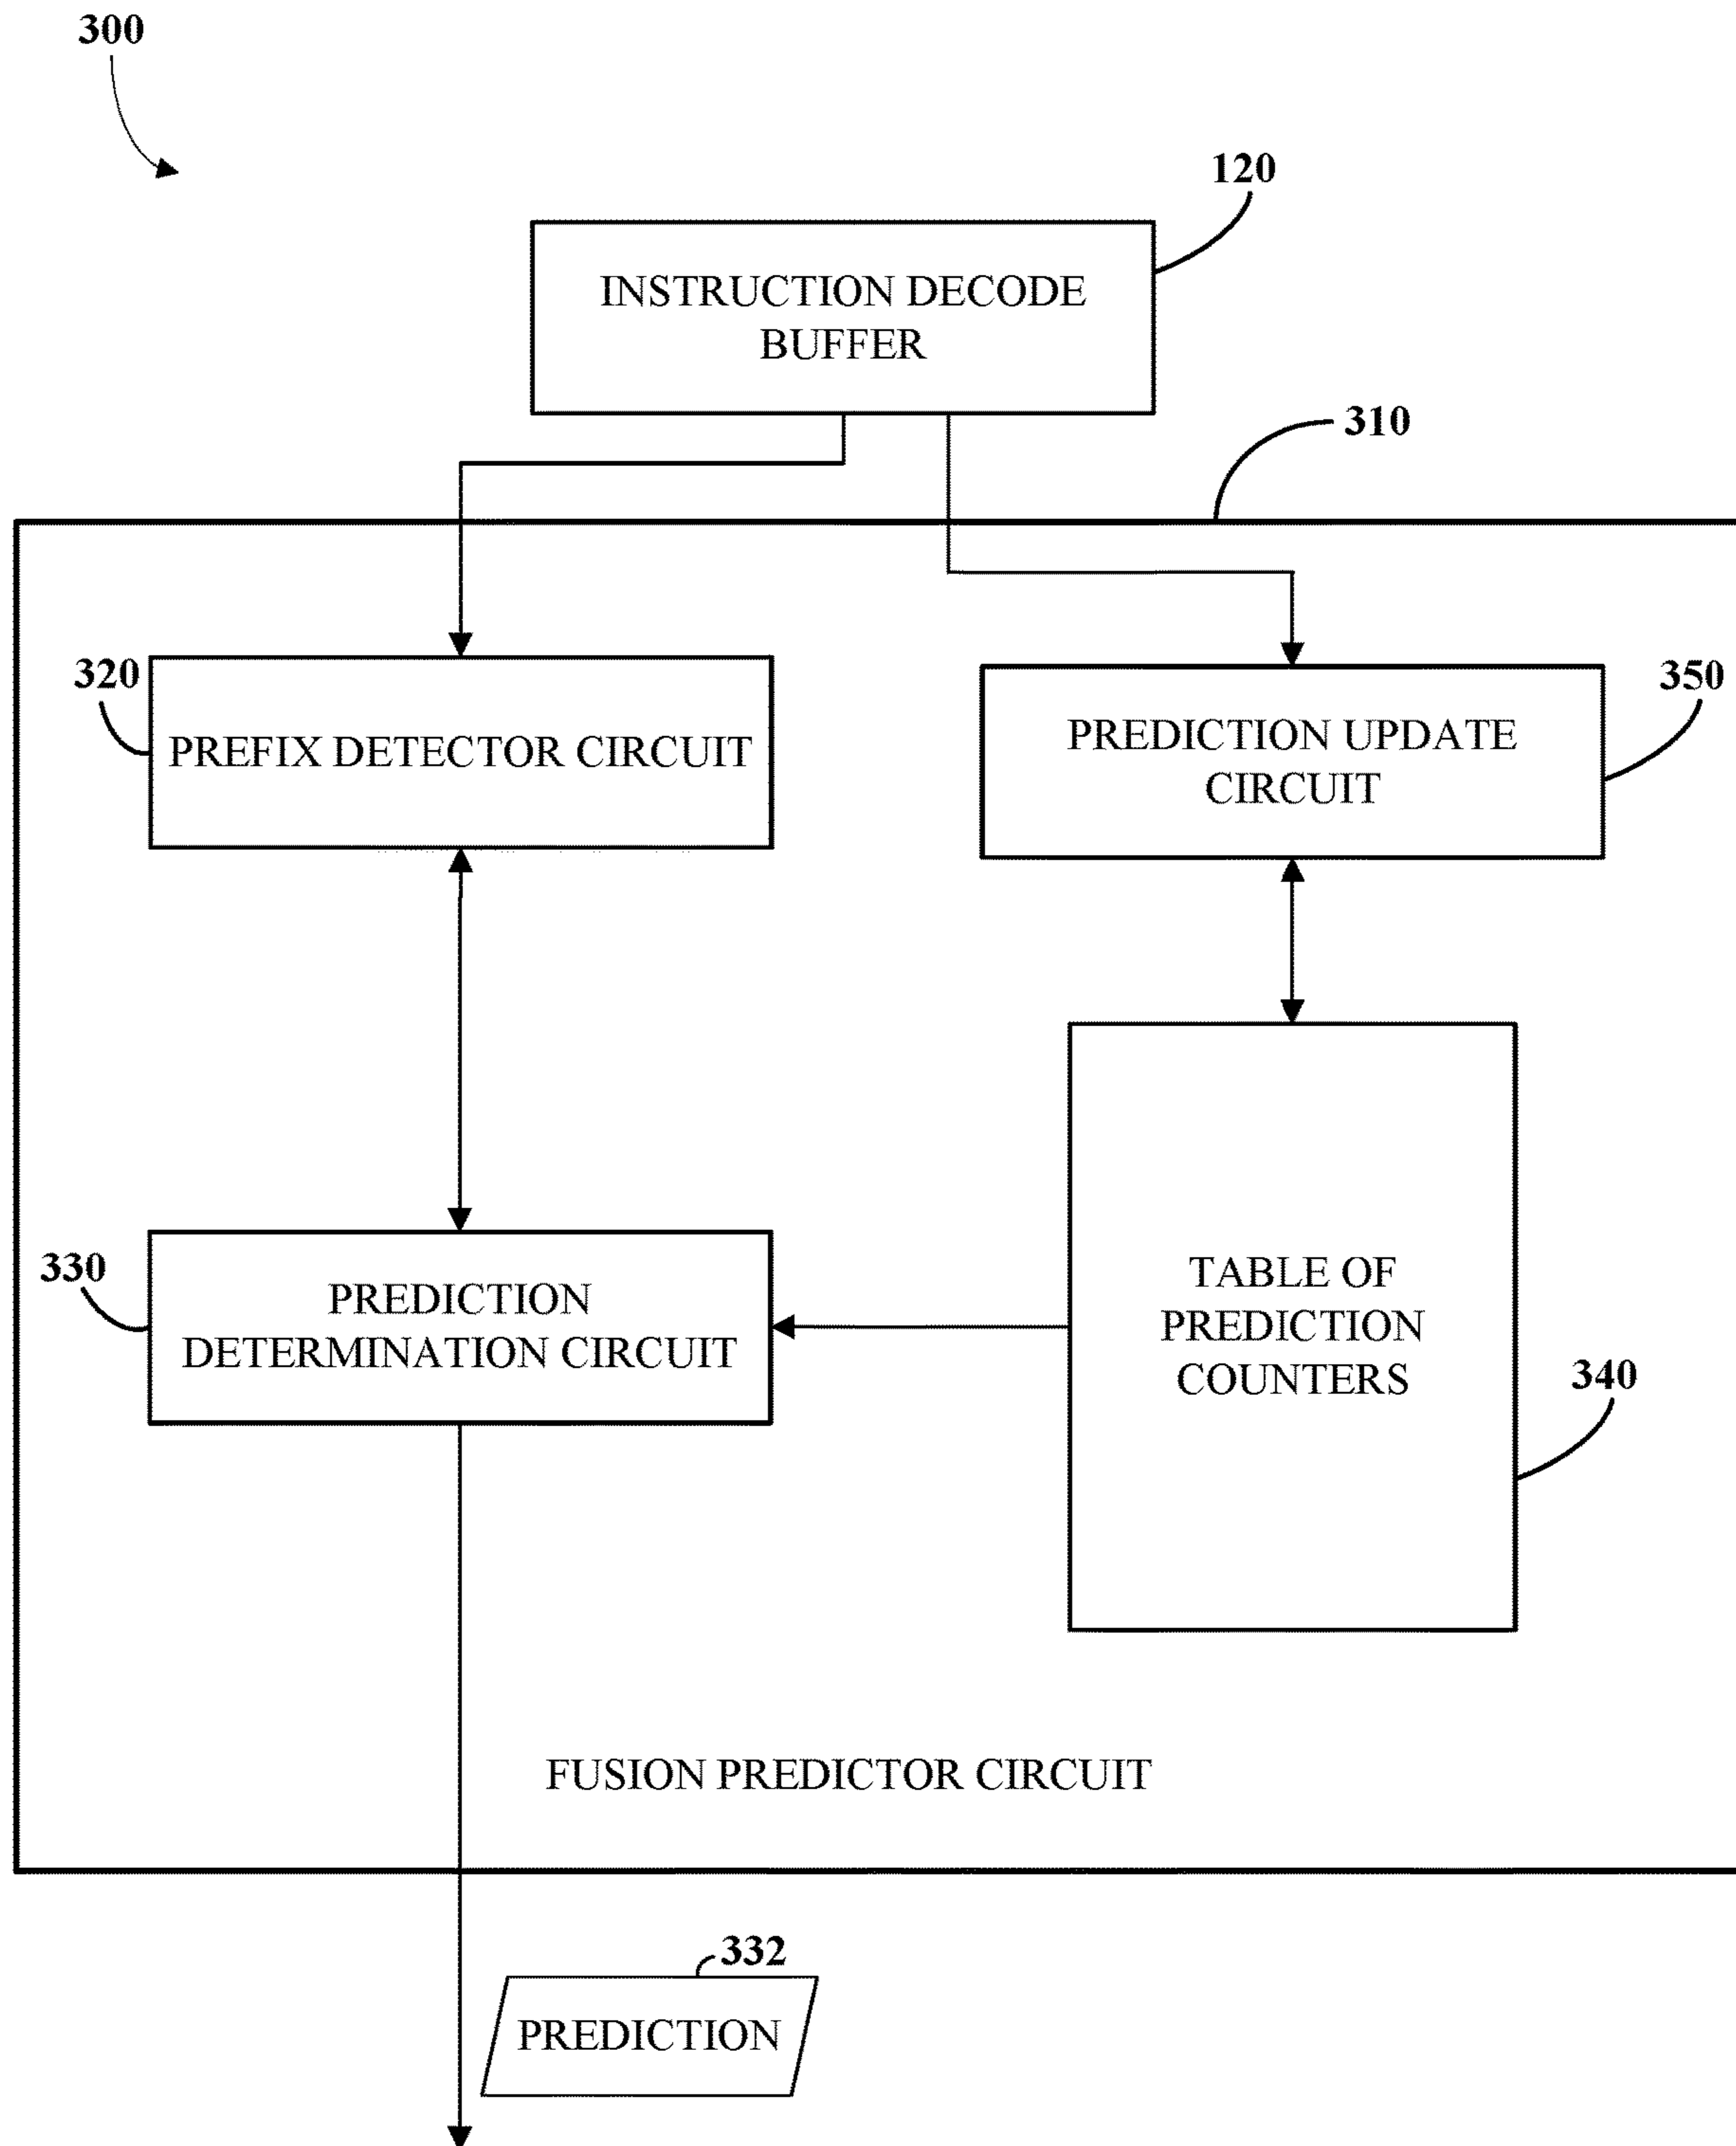 300
120
INSTRUCTION DECODE
BUFFER
310
320
PREFIX DETECTOR CIRCUIT
350
PREDICTION UPDATE
CIRCUIT
330
PREDICTION
DETERMINATION CIRCUIT
TABLE OF
PREDICTION
COUNTERS
340
FUSION PREDICTOR CIRCUIT
332
PREDICTION